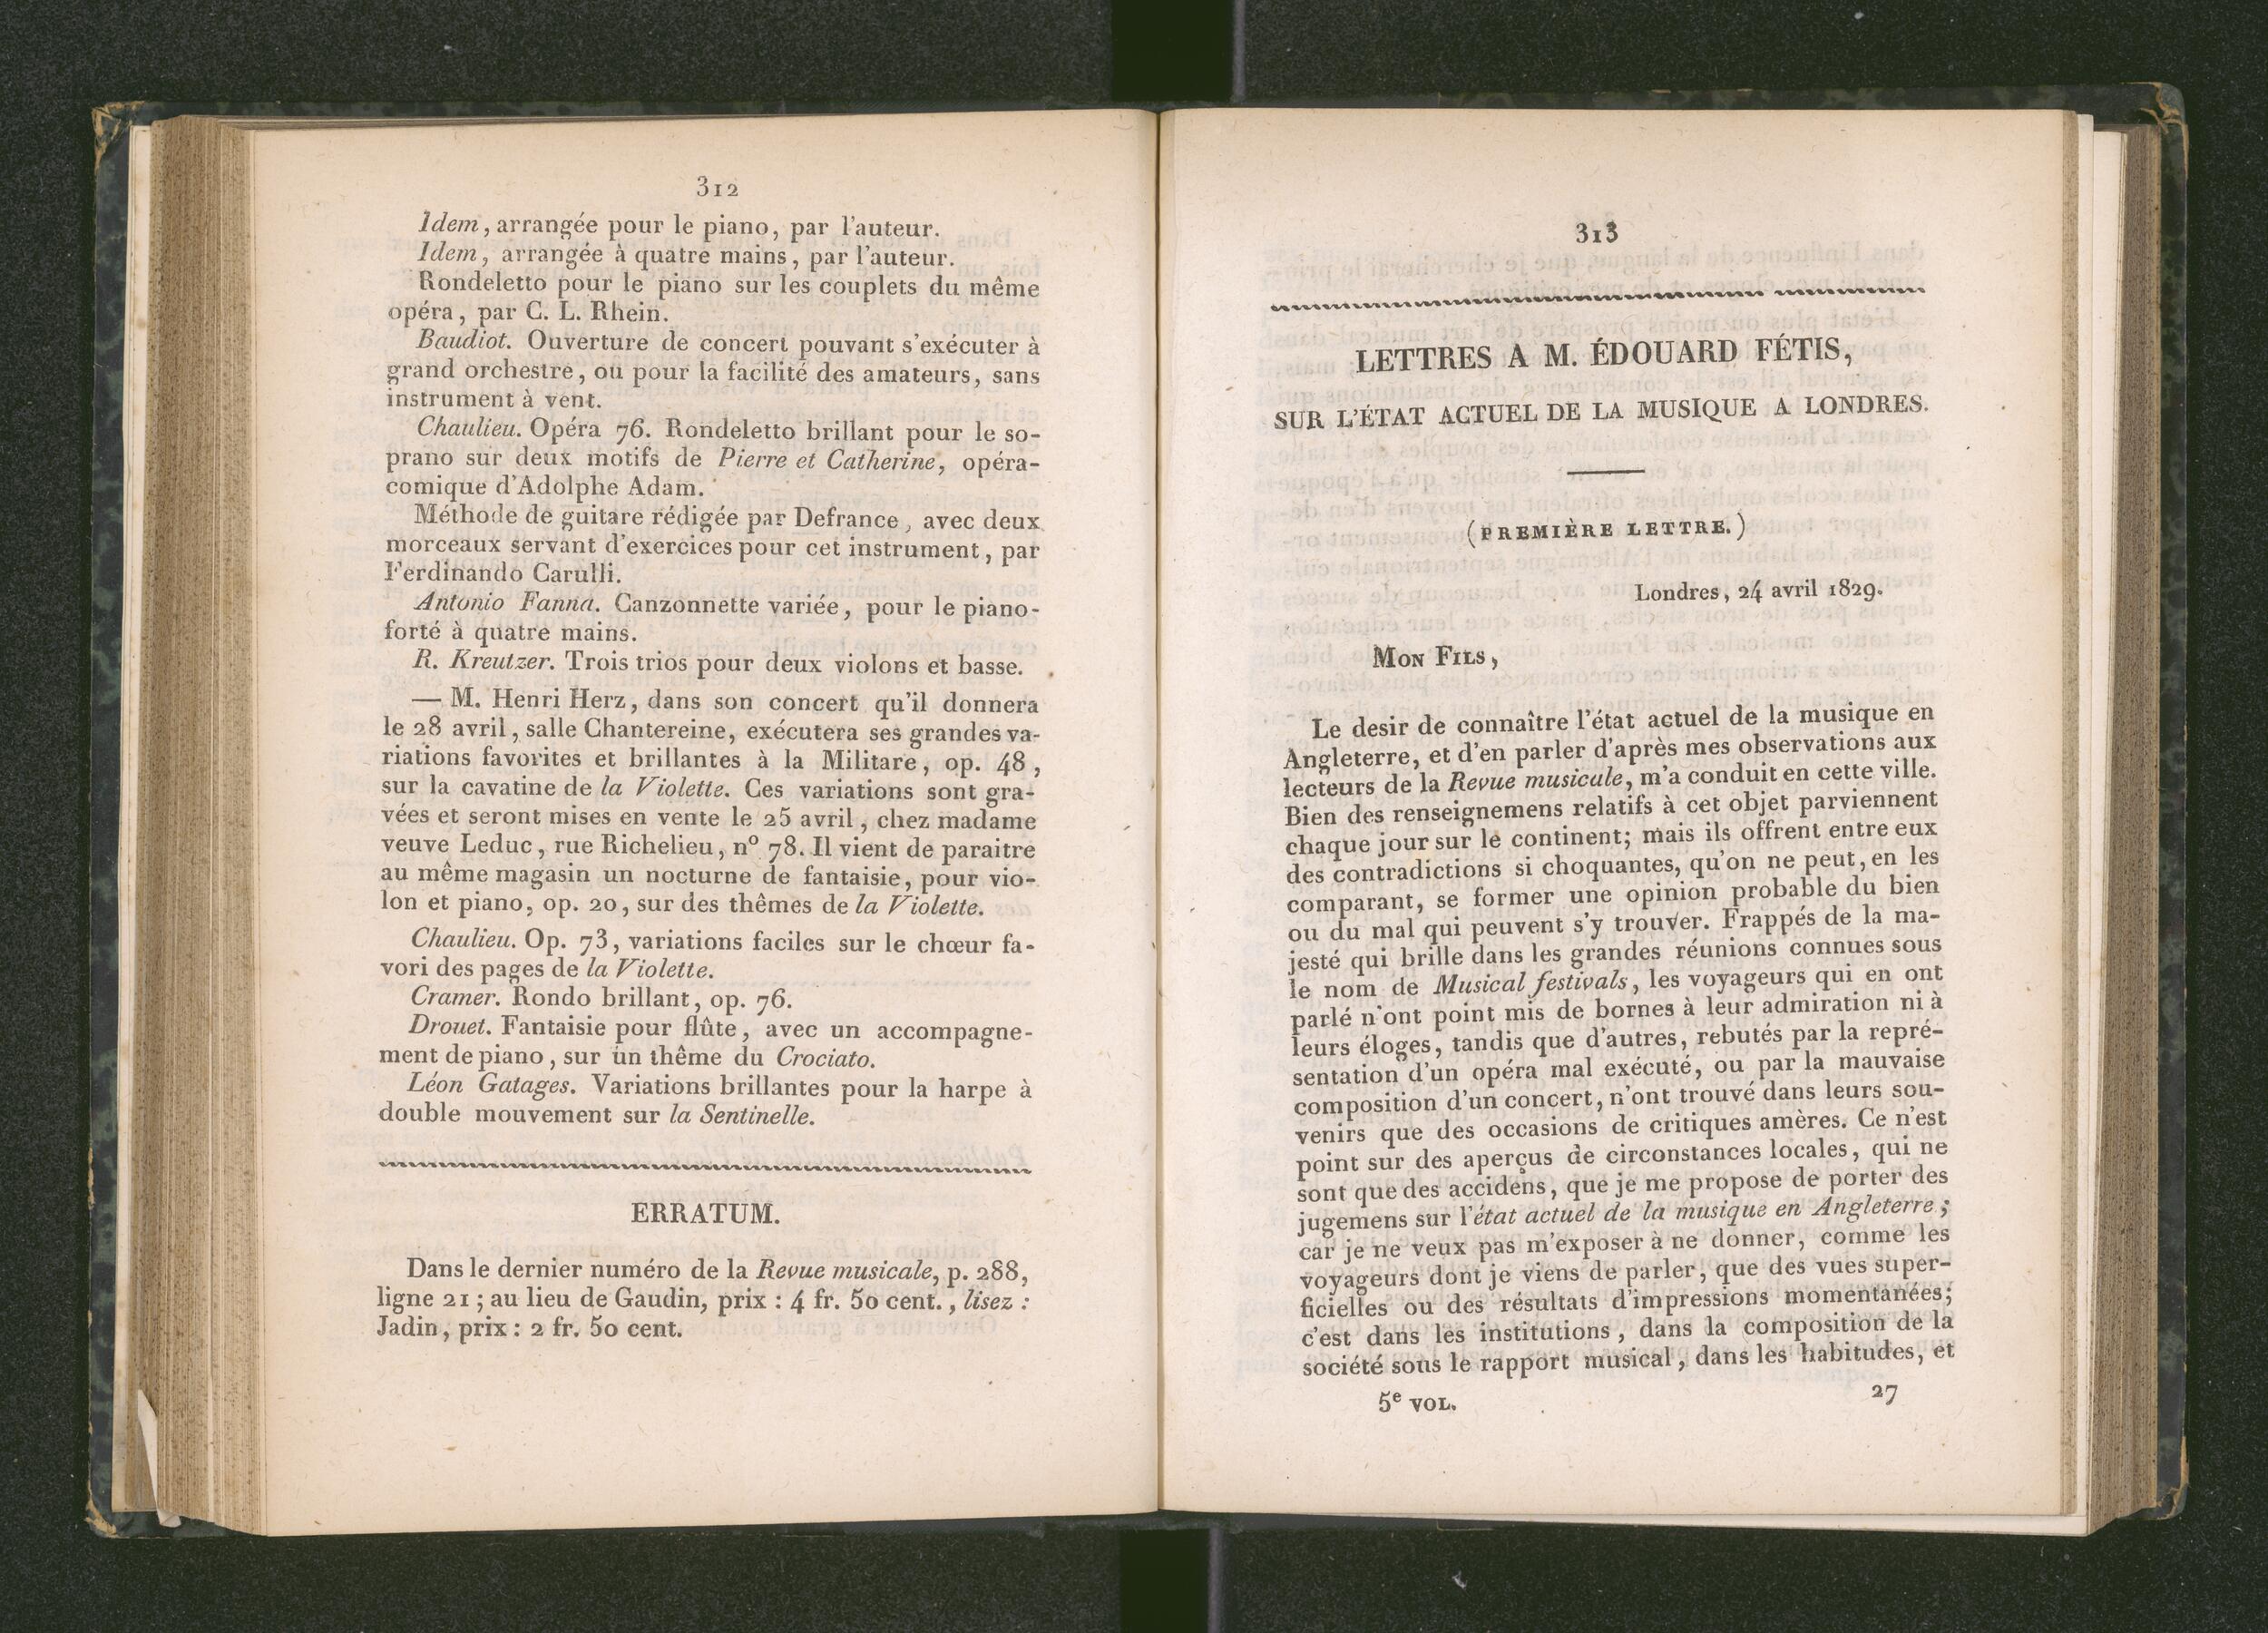 312
Idem, arrangée pour le piano, par l'auteur.
Idem, arrangée à quatre mains, par l'auteur.
Rondeletto pour le piano sur les couplets du même
opéra, par C. L. Rhein.
Baudiot. Ouverture de concert pouvant s'exécuter à
grand orchestre, ou pour la facilité des amateurs, sans
instrument à vent.
Chaulieu. Opéra 76. Rondeletto brillant pour le so-
prano sur deux motifs de Pierre et Catherine, opéra-
comique d'Adolphe Adam.
Méthode de guitare rédigée par Defrance, avec deux
morceaux servant d'exercices pour cet instrument, par
Ferdinando Carulli.
Antonio Fanna. Canzonnette variée, pour le piano-
forté à quatre mains.
R. Kreutzer. Trois trios pour deux violons et basse.
— M. Henri Herz, dans son concert qu'il donnera
le 28 avril, salle Chantereine, exécutera ses grandes va-
riations favorites et brillantes à la Militare, op. 48,
sur la cavatine de la Violette. Ces variations sont gra-
vées et seront mises en vente le 25 avril, chez madame
veuve Leduc, rue Richelieu, n° 78. Il vient de paraitre
au même magasin un nocturne de fantaisie, pour vio-
lon et piano, op. 20, sur des thêmes de la Violette.
Chaulieu. Op. 73, variations faciles sur le chœur fa-
vori des pages de la Violette.
Cramer. Rondo brillant, op. 76.
Drouet. Fantaisie pour flûte, avec un accompagne-
ment de piano, sur un thême du Crociato.
Léon Gatages. Variations brillantes pour la harpe à
double mouvement sur la Sentinelle.
ERRATUM.
Dans le dernier numéro de la Revue musicale, p. 288,
ligne 21; au lieu de Gaudin, prix : 4 fr. 50 cent., lisez :
Jadin, prix : 2 fr. 50 cent.
313
LETTRES A M. ÉDOUARD FÉTIS,
SUR L'ÉTAT ACTUEL DE LA MUSIQUE A LONDRES.
(PREMIÈRE LETTRE.)
Londres, 24 avril 1829.
MON FILS,
Le desir de connaître l'état actuel de la musique en
Angleterre, et d'en parler d'après mes observations aux
lecteurs de la Revue musicale, m'a conduit en cette ville.
Bien des renseignemens relatifs à cet objet parviennent
chaque jour sur le continent; mais ils offrent entre eux
des contradictions si choquantes, qu'on ne peut, en les
comparant, se former une opinion probable du bien
ou du mal qui peuvent s'y trouver. Frappés de la ma-
jesté qui brille dans les grandes réunions connues sous
le nom de Musical festivals, les voyageurs qui en ont
parlé n'ont point mis de bornes à leur admiration ni à
leurs éloges, tandis que d'autres, rebutés par la repré-
sentation d'un opéra mal exécuté, ou par la mauvaise
composition d'un concert, n'ont trouvé dans leurs sou-
venirs que des occasions de critiques amères. Ce n'est
point sur des aperçus de circonstances locales, qui ne
sont que des accidens, que je me propose de porter des
jugemens sur l'état actuel de la musique en Angleterre;
car je ne veux pas m'exposer à ne donner, comme les
voyageurs dont je viens de parler, que des vues super-
ficielles ou des résultats d'impressions momentanées;
c'est dans les institutions, dans la composition de la
société sous le rapport musical, dans les habitudes, et
5e VOL.
27